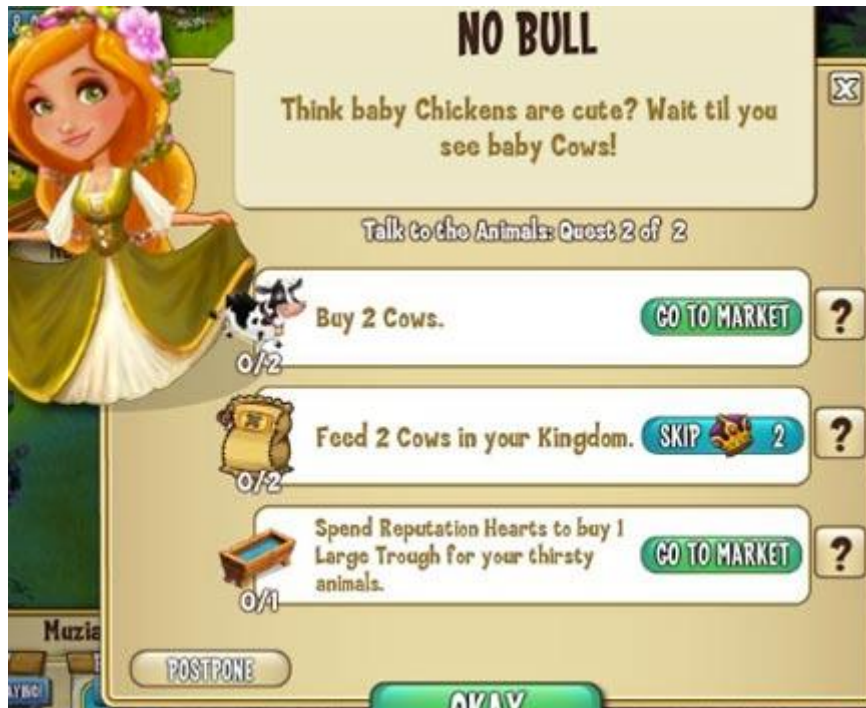 NO BULL
Think baby Chickens are cute? Wait til you
see baby Cows!
Talk to the Animals: Quest 2 of 2
Buy 2 Cows.
GO TO MARKET
?
0/2
Feed 2 Cows in your Kingdom.
SKIP 2
?
0/2
Spend Reputation Hearts to buy 1
Large Trough for your thirsty
animals.
GO TO MARKET
?
0/1
Muzia
POSTPONE
OKAY